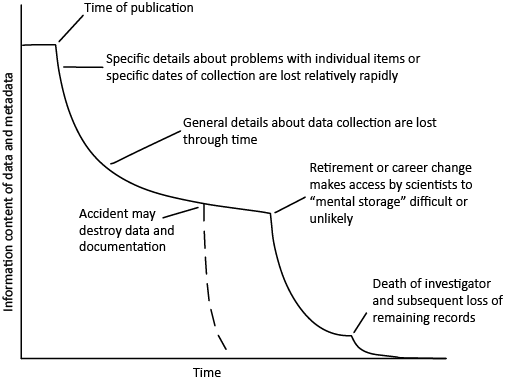 Time of publication
Specific details about problems with individual items or
specific dates of collection are lost relatively rapidly
General details about data collection are lost
through time
Retirement or career change
makes access by scientists to
“mental storage” difficult or
unlikely
Accident may
destroy data and
documentation
Death of investigator
and subsequent loss of
remaining records
Information content of data and metadata
Time